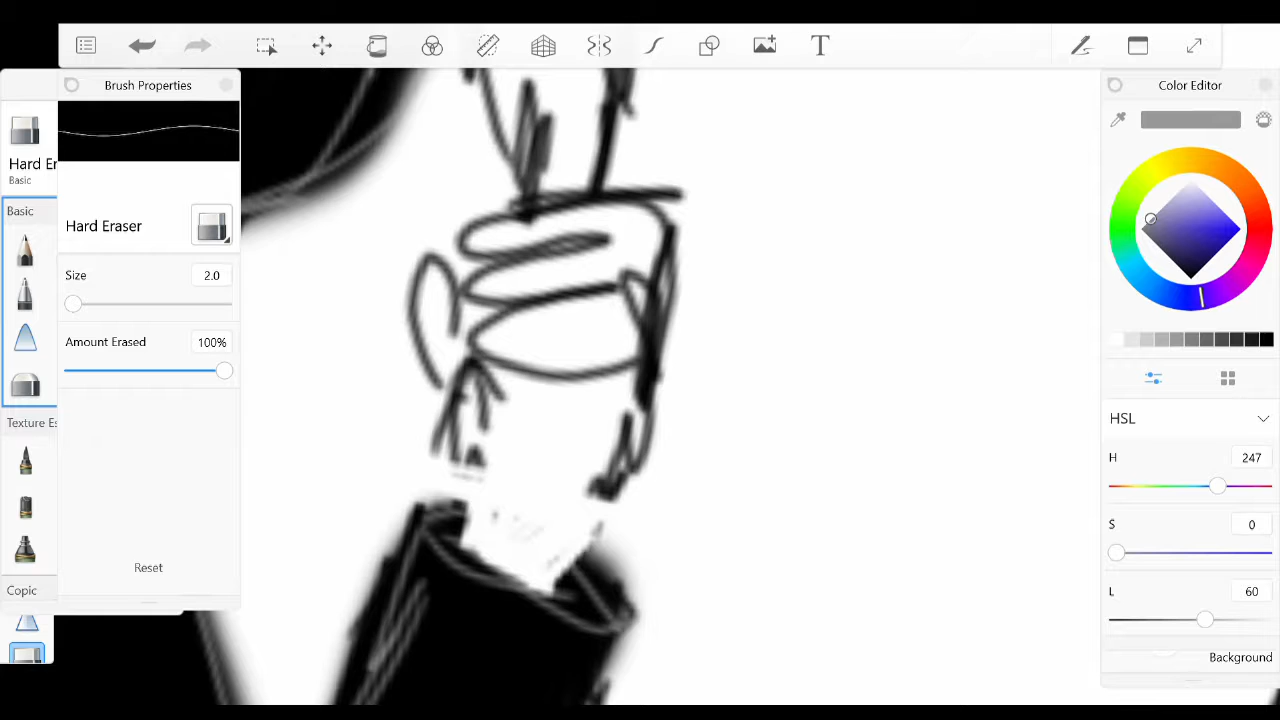 T
Brush Properties
Hard Er
Basic
Hard Eraser
Basic
Size
2.0
Amount Erased
100%
Texture Es
Reset
Copic
Color Editor
HSL
H
247
S
0
L
60
Background